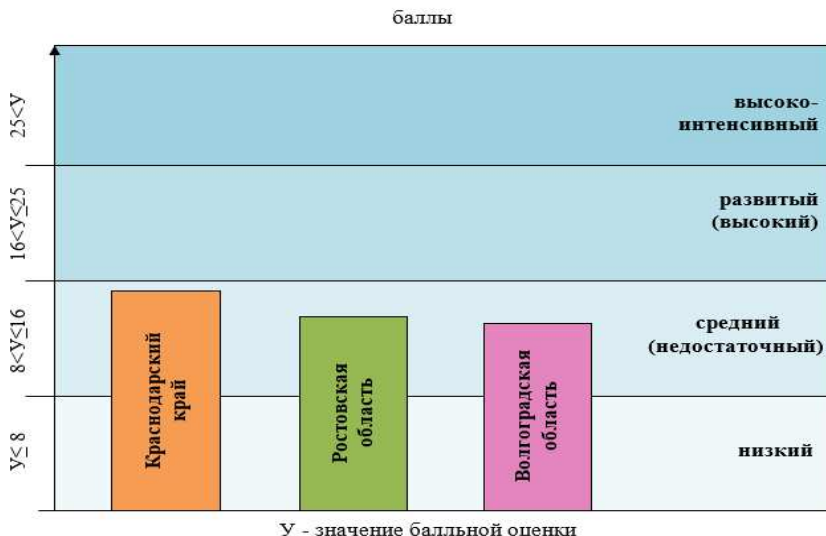 баллы
25<У
высоко-
интенсивный
16<У≤25
развитый
(высокий)
8<У≤16
средний
(недостаточный)
У≤8
низкий
Краснодарский
край
Ростовская
область
Волгоградская
область
У - значение балльной оценки